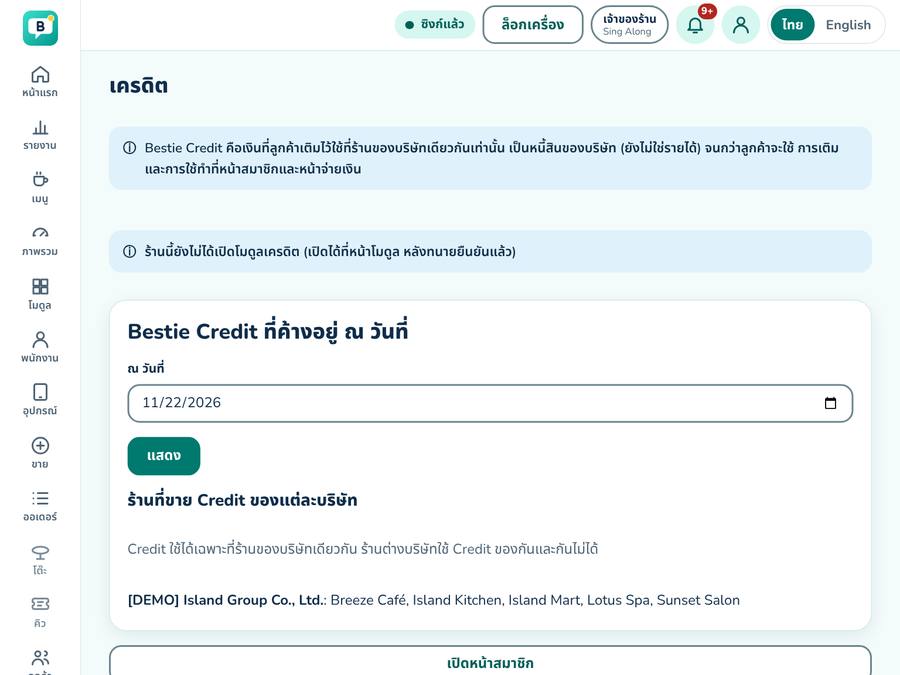 B
ซิงก์แล้ว
ล็อกเครื่อง
เจ้าของร้าน
Sing Along
9+
ไทย
English
หน้าแรก
รายงาน
เมนู
ภาพรวม
โมดูล
พนักงาน
อุปกรณ์
ขาย
ออเดอร์
โต๊ะ
คิว
เครดิต
Bestie Credit คือเงินที่ลูกค้าเติมไว้ใช้ที่ร้านของบริษัทเดียวกันเท่านั้น เป็นหนี้สินของบริษัท (ยังไม่ใช่รายได้) จนกว่าลูกค้าจะใช้ การเติม
และการใช้ทำที่หน้าสมาชิกและหน้าจ่ายเงิน
ร้านนี้ยังไม่ได้เปิดโมดูลเครดิต (เปิดได้ที่หน้าโมดูล หลังทนายยืนยันแล้ว)
Bestie Credit ที่ค้างอยู่ ณ วันที่
ณ วันที่
11/22/2026
แสดง
ร้านที่ขาย Credit ของแต่ละบริษัท
Credit ใช้ได้เฉพาะที่ร้านของบริษัทเดียวกัน ร้านต่างบริษัทใช้ Credit ของกันและกันไม่ได้
[DEMO] Island Group Co., Ltd.: Breeze Café, Island Kitchen, Island Mart, Lotus Spa, Sunset Salon
เปิดหน้าสมาชิก